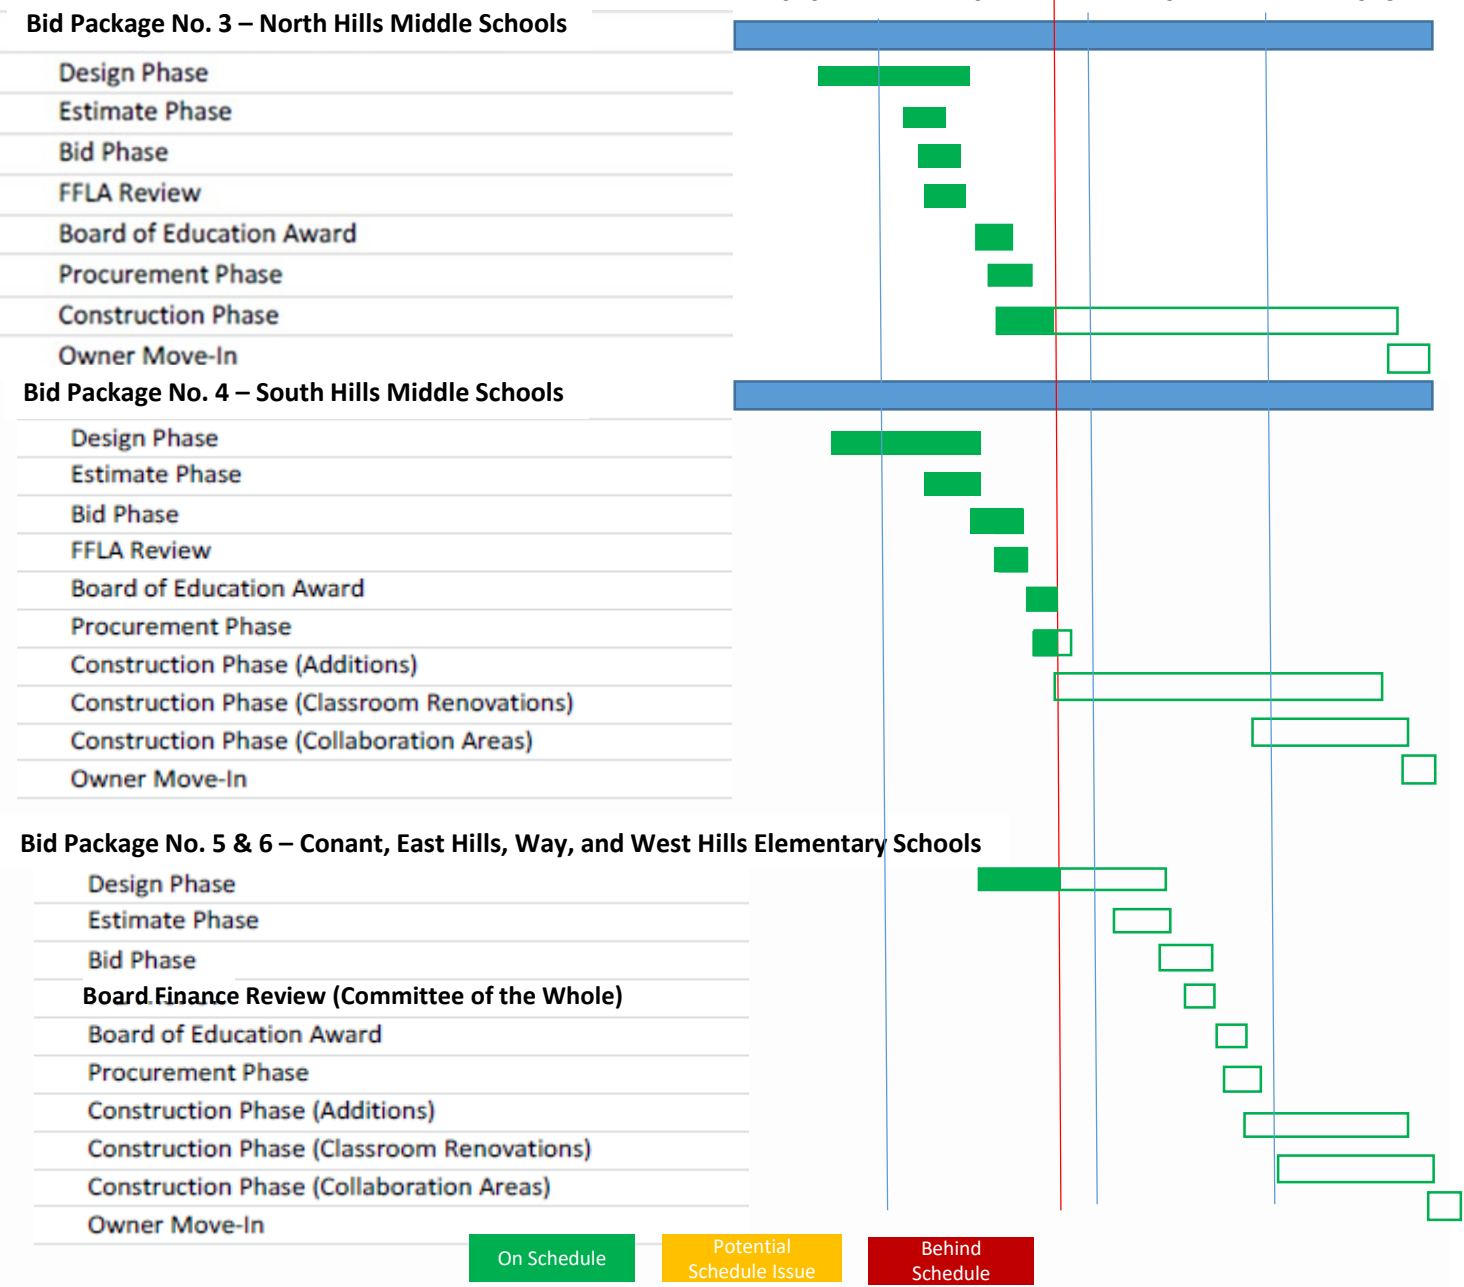 Bid Package No. 3 – North Hills Middle Schools
Design Phase
Estimate Phase
Bid Phase
FFLA Review
Board of Education Award
Procurement Phase
Construction Phase
Owner Move-In
Bid Package No. 4 – South Hills Middle Schools
Design Phase
Estimate Phase
Bid Phase
FFLA Review
Board of Education Award
Procurement Phase
Construction Phase (Additions)
Construction Phase (Classroom Renovations)
Construction Phase (Collaboration Areas)
Owner Move-In
Bid Package No. 5 & 6 – Conant, East Hills, Way, and West Hills Elementary Schools
Design Phase
Estimate Phase
Bid Phase
Board Finance Review (Committee of the Whole)
Board of Education Award
Procurement Phase
Construction Phase (Additions)
Construction Phase (Classroom Renovations)
Construction Phase (Collaboration Areas)
Owner Move-In
On Schedule
Potential
Schedule Issue
Behind
Schedule